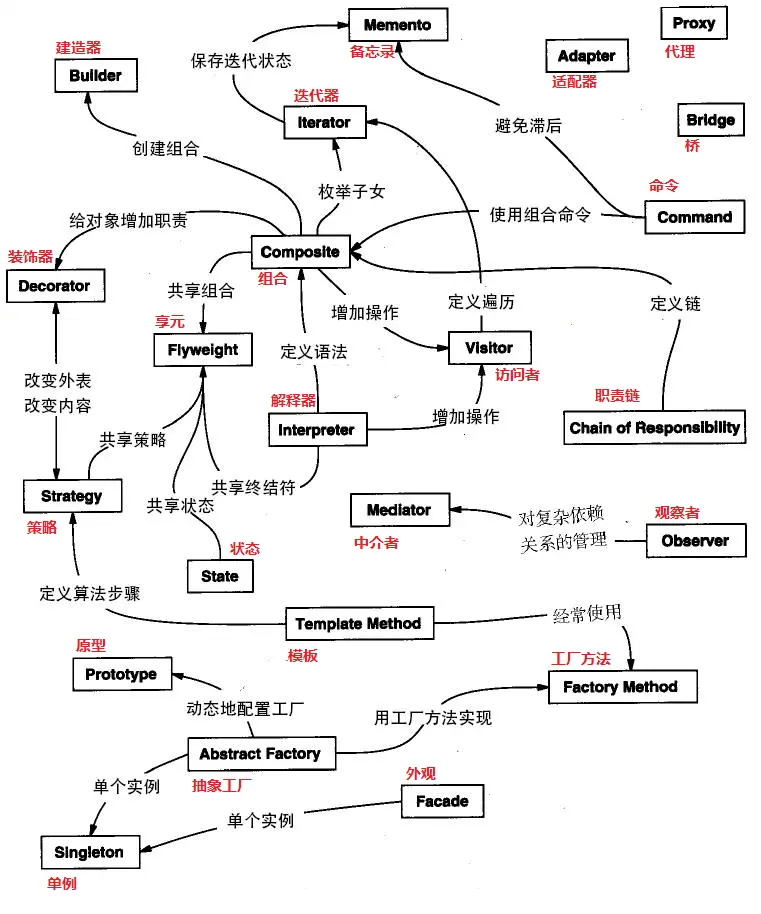 Memento
备忘录
Proxy
代理
建造器
Builder
保存迭代状态
Adapter
适配器
迭代器
Iterator
避免滞后
Bridge
桥
创建组合
枚举子女
命令
Command
给对象增加职责
使用组合命令
装饰器
Decorator
Composite
组合
共享组合
增加操作
定义遍历
定义链
享元
Flyweight
定义语法
Visitor
访问者
改变外表
改变内容
解释器
Interpreter
增加操作
职责链
Chain of Responsibility
共享策略
Strategy
策略
共享终结符
共享状态
Mediator
中介者
对复杂依赖
关系的管理
观察者
Observer
状态
State
定义算法步骤
Template Method
模板
经常使用
原型
Prototype
工厂方法
Factory Method
动态地配置工厂
用工厂方法实现
Abstract Factory
抽象工厂
单个实例
外观
Facade
单个实例
Singleton
单例